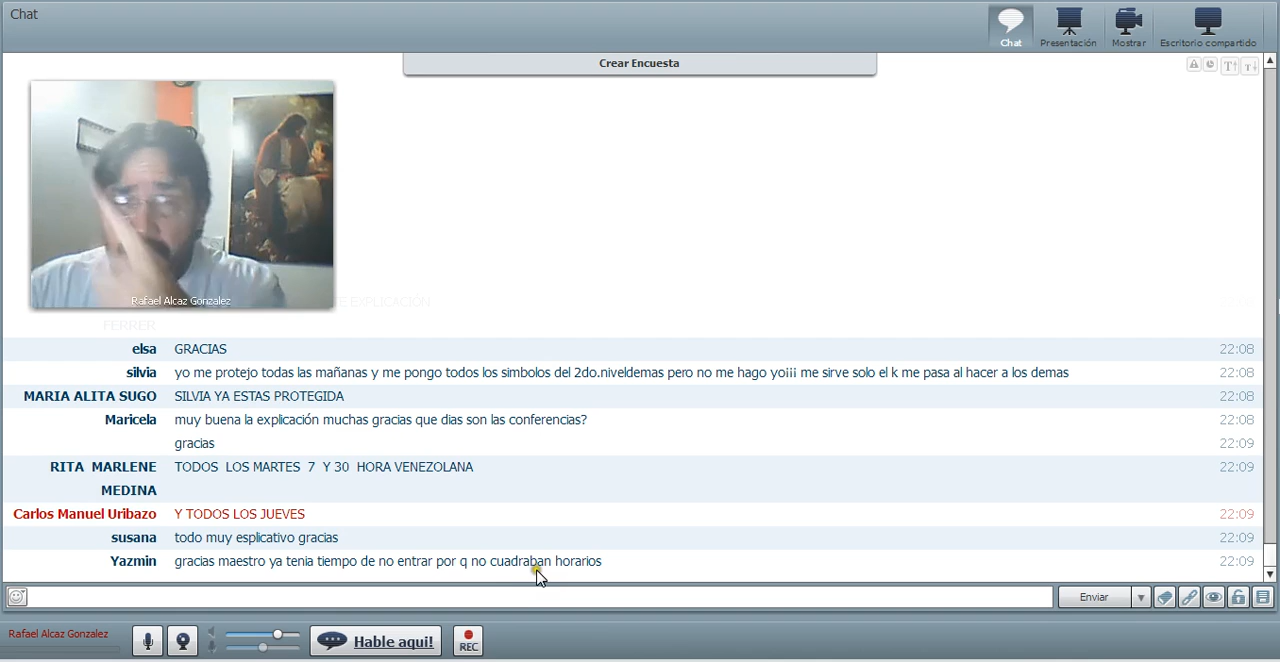 Chat
Chat
Presentación
Mostrar
Escritorio compartido
Crear Encuesta
Rafael Alcaz Gonzalez
E EXPLICACIÓN
FERRER
elsa GRACIAS 22:08
silvia yo me protejo todas las mañanas y me pongo todos los simbolos del 2do.niveldemas pero no me hago yo¡¡¡ me sirve solo el k me pasa al hacer a los demas 22:08
MARIA ALITA SUGO SILVIA YA ESTAS PROTEGIDA 22:08
Maricela muy buena la explicación muchas gracias que dias son las conferencias? 22:08
gracias 22:09
RITA MARLENE TODOS LOS MARTES 7 Y 30 HORA VENEZOLANA 22:09
MEDINA
Carlos Manuel Uribazo Y TODOS LOS JUEVES 22:09
susana todo muy esplicativo gracias 22:09
Yazmin gracias maestro ya tenia tiempo de no entrar por q no cuadraban horarios 22:09
Enviar
Rafael Alcaz Gonzalez
Hable aqui!
REC